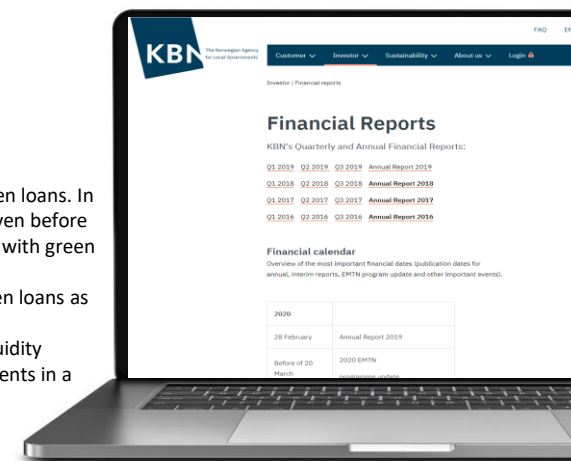 FAQ EN
KBN The Norwegian Agency
for Local Governments
Customer Investor Sustainability About us Login
Investor / Financial reports
Financial Reports
KBN's Quarterly and Annual Financial Reports:
Q1 2019 Q2 2019 Q3 2019 Annual Report 2019
Q1 2018 Q2 2018 Q3 2018 Annual Report 2018
Q1 2017 Q2 2017 Q3 2017 Annual Report 2017
Q1 2016 Q2 2016 Q3 2016 Annual Report 2016
en loans. In
ven before
with green
en loans as
uidity
ents in a
Financial calendar
Overview of the most important financial dates (publication dates for
annual, interim reports, EMTN program update and other important events).
2020
28 February Annual Report 2019
Before of 20 2020 EMTN
March programme update